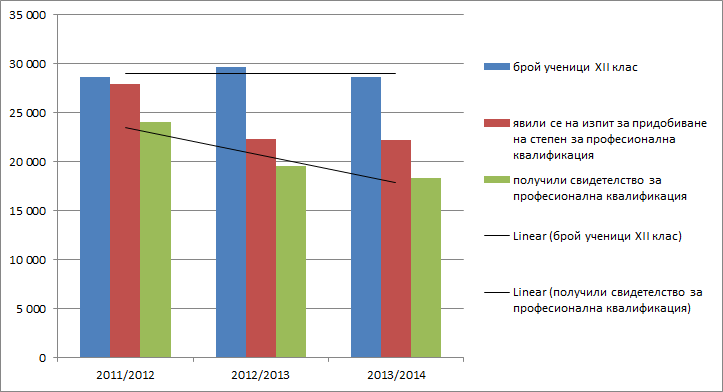 35 000
30 000
25 000
20 000
15 000
10 000
5 000
0
2011/2012
2012/2013
2013/2014
брой ученици XII клас
явили се на изпит за придобиване
на степен за професионална
квалификация
получили свидетелство за
професионална квалификация
Linear (брой ученици XII клас)
Linear (получили свидетелство за
професионална квалификация)